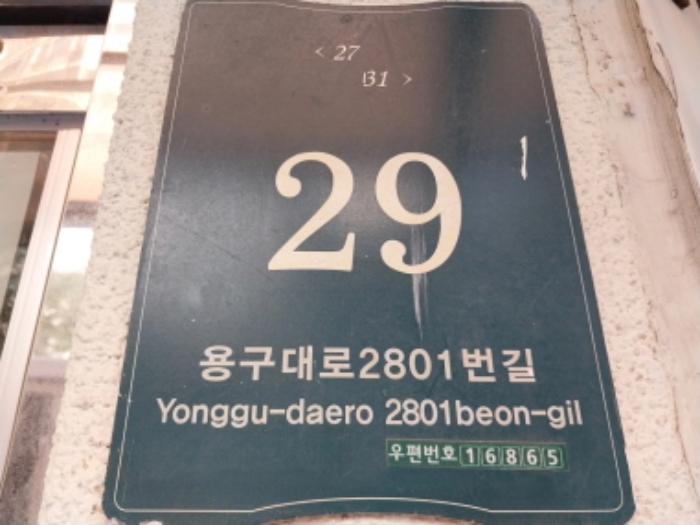 < 27
31 >
29
용구대로2801번길
Yonggu-daero 2801beon-gil
우편번호 16865